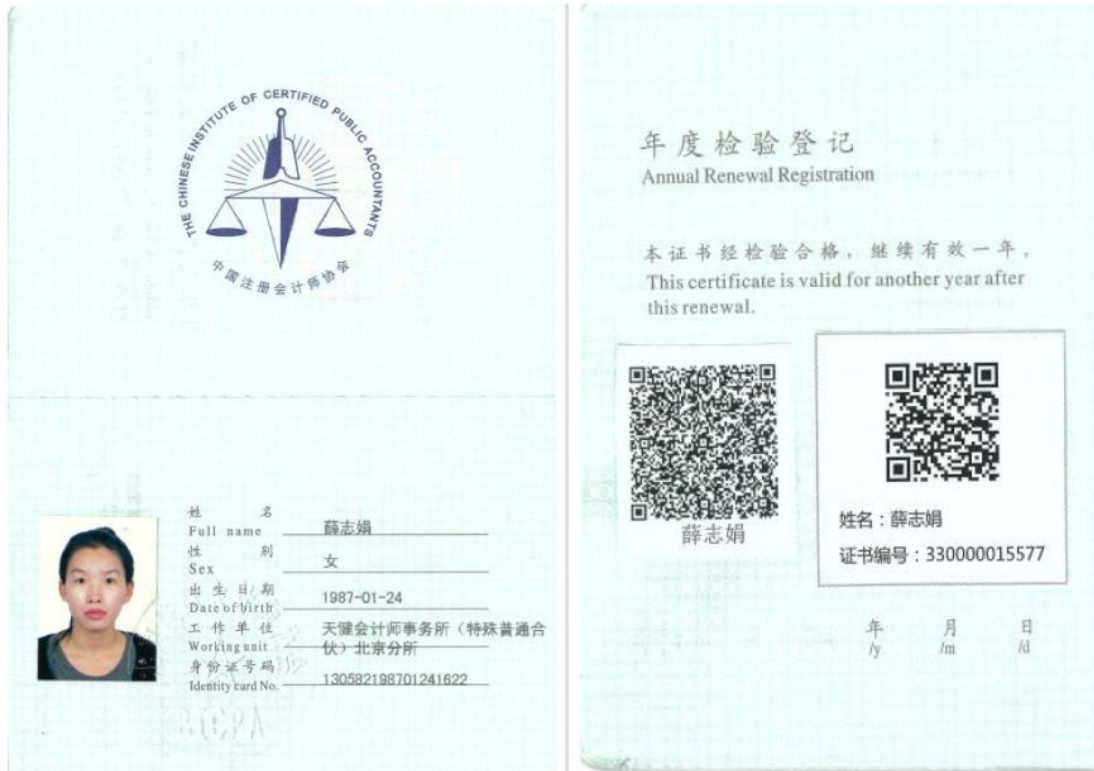 THE CHINESE INSTITUTE OF CERTIFIED PUBLIC ACCOUNTANTS
中国注册会计师协会
姓 名
Full name 薛志娟
性 别
Sex 女
出生日期
Date of birth 1987-01-24
工作单位 天健会计师事务所（特殊普通合
Working unit 伙）北京分所
身份证号码
Identity card No. 130582198701241622
年度检验登记
Annual Renewal Registration
本证书经检验合格，继续有效一年。
This certificate is valid for another year after
this renewal.
薛志娟
姓名：薛志娟
证书编号：330000015577
年 月 日
/y /m /d